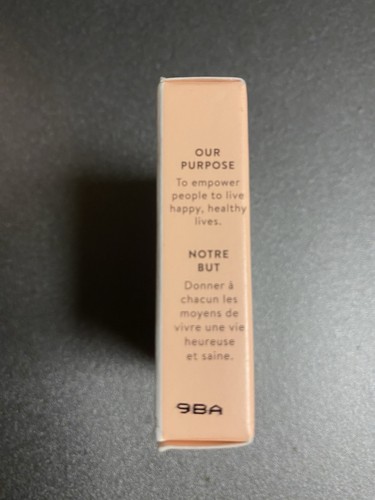 OUR
PURPOSE
To empower
people to live
happy, healthy
lives.
NOTRE
BUT
Donner à
chacun les
moyens de
vivre une vie
heureuse
et saine.
9BA